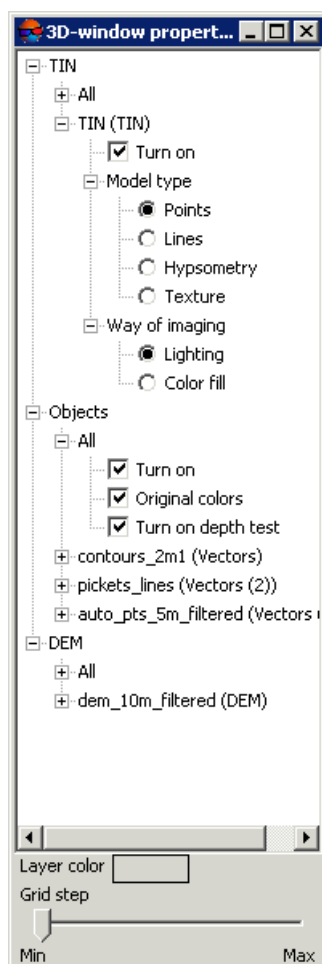 3D-window propert...
TIN
All
TIN (TIN)
Turn on
Model type
Points
Lines
Hypsometry
Texture
Way of imaging
Lighting
Color fill
Objects
All
Turn on
Original colors
Turn on depth test
contours_2m1 (Vectors)
pickets_lines (Vectors (2))
auto_pts_5m_filtered (Vectors (
DEM
All
dem_10m_filtered (DEM)
Layer color
Grid step
Min Max